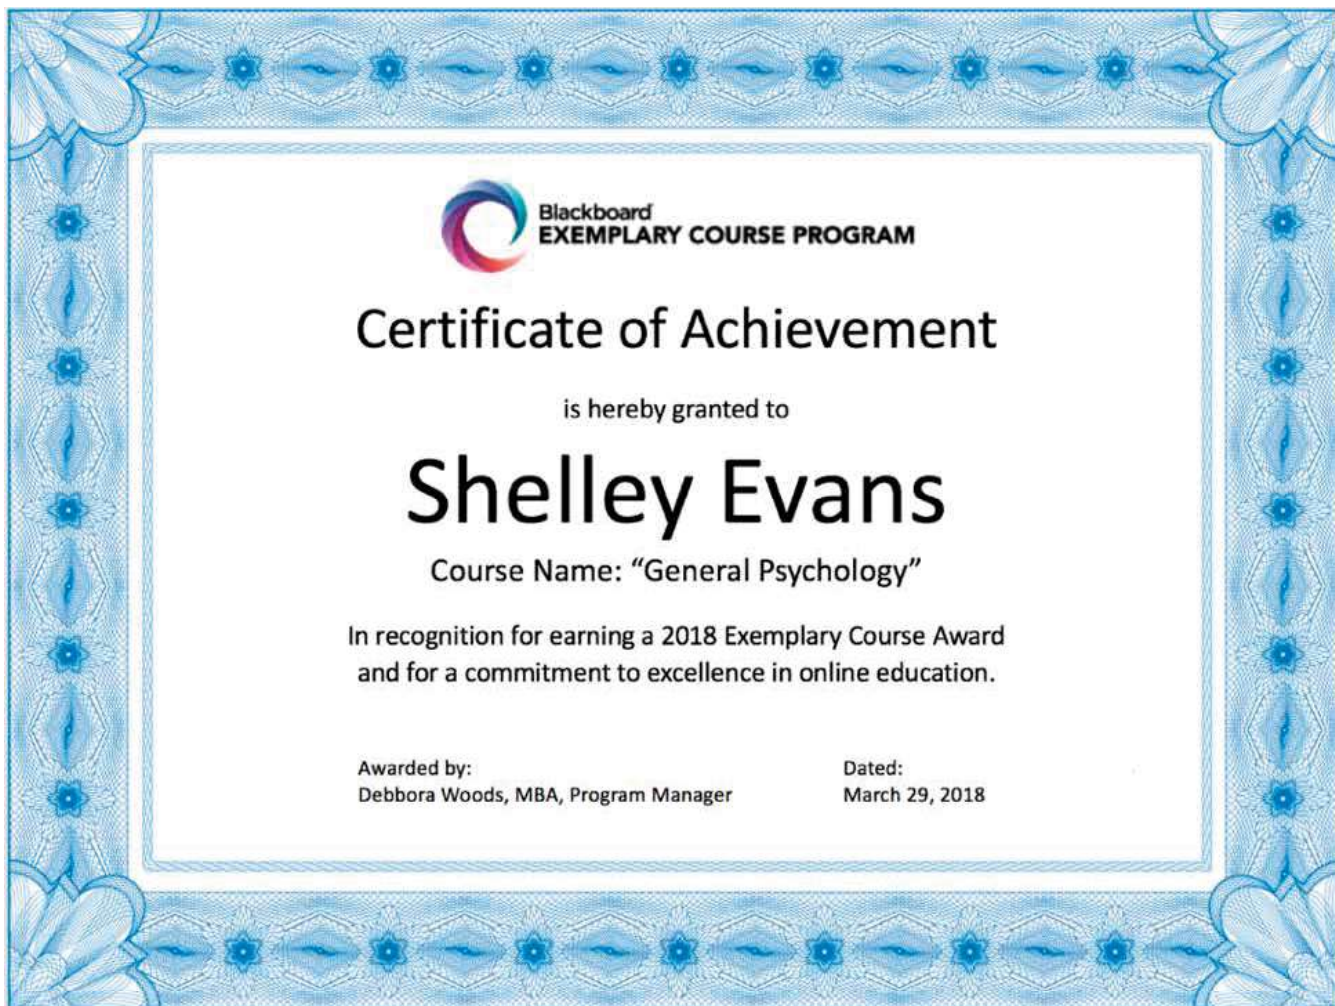 Blackboard
EXEMPLARY COURSE PROGRAM
Certificate of Achievement
is hereby granted to
Shelley Evans
Course Name: “General Psychology”
In recognition for earning a 2018 Exemplary Course Award
and for a commitment to excellence in online education.
Awarded by:
Debbora Woods, MBA, Program Manager
Dated:
March 29, 2018